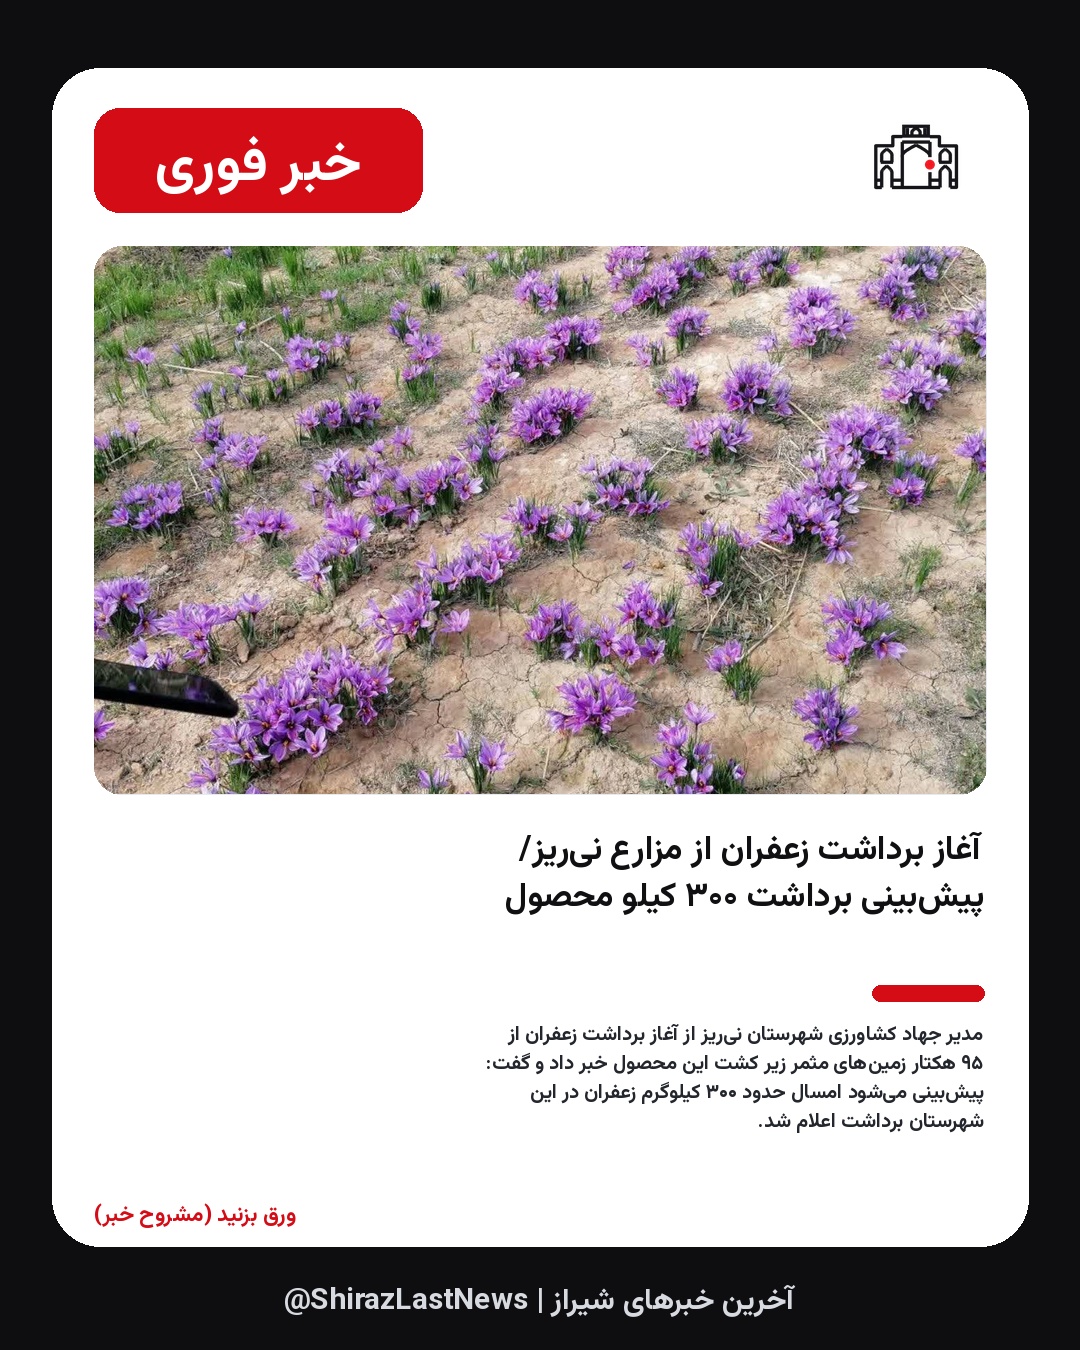 خبر فوری
آغاز برداشت زعفران از مزارع نی‌ریز/
پیش‌بینی برداشت ۳۰۰ کیلو محصول
مدیر جهاد کشاورزی شهرستان نی‌ریز از آغاز برداشت زعفران از
۹۵ هکتار زمین‌های مثمر زیر کشت این محصول خبر داد و گفت:
پیش‌بینی می‌شود امسال حدود ۳۰۰ کیلوگرم زعفران در این
شهرستان برداشت اعلام شد.
ورق بزنید (مشروح خبر)
آخرین خبرهای شیراز | @ShirazLastNews